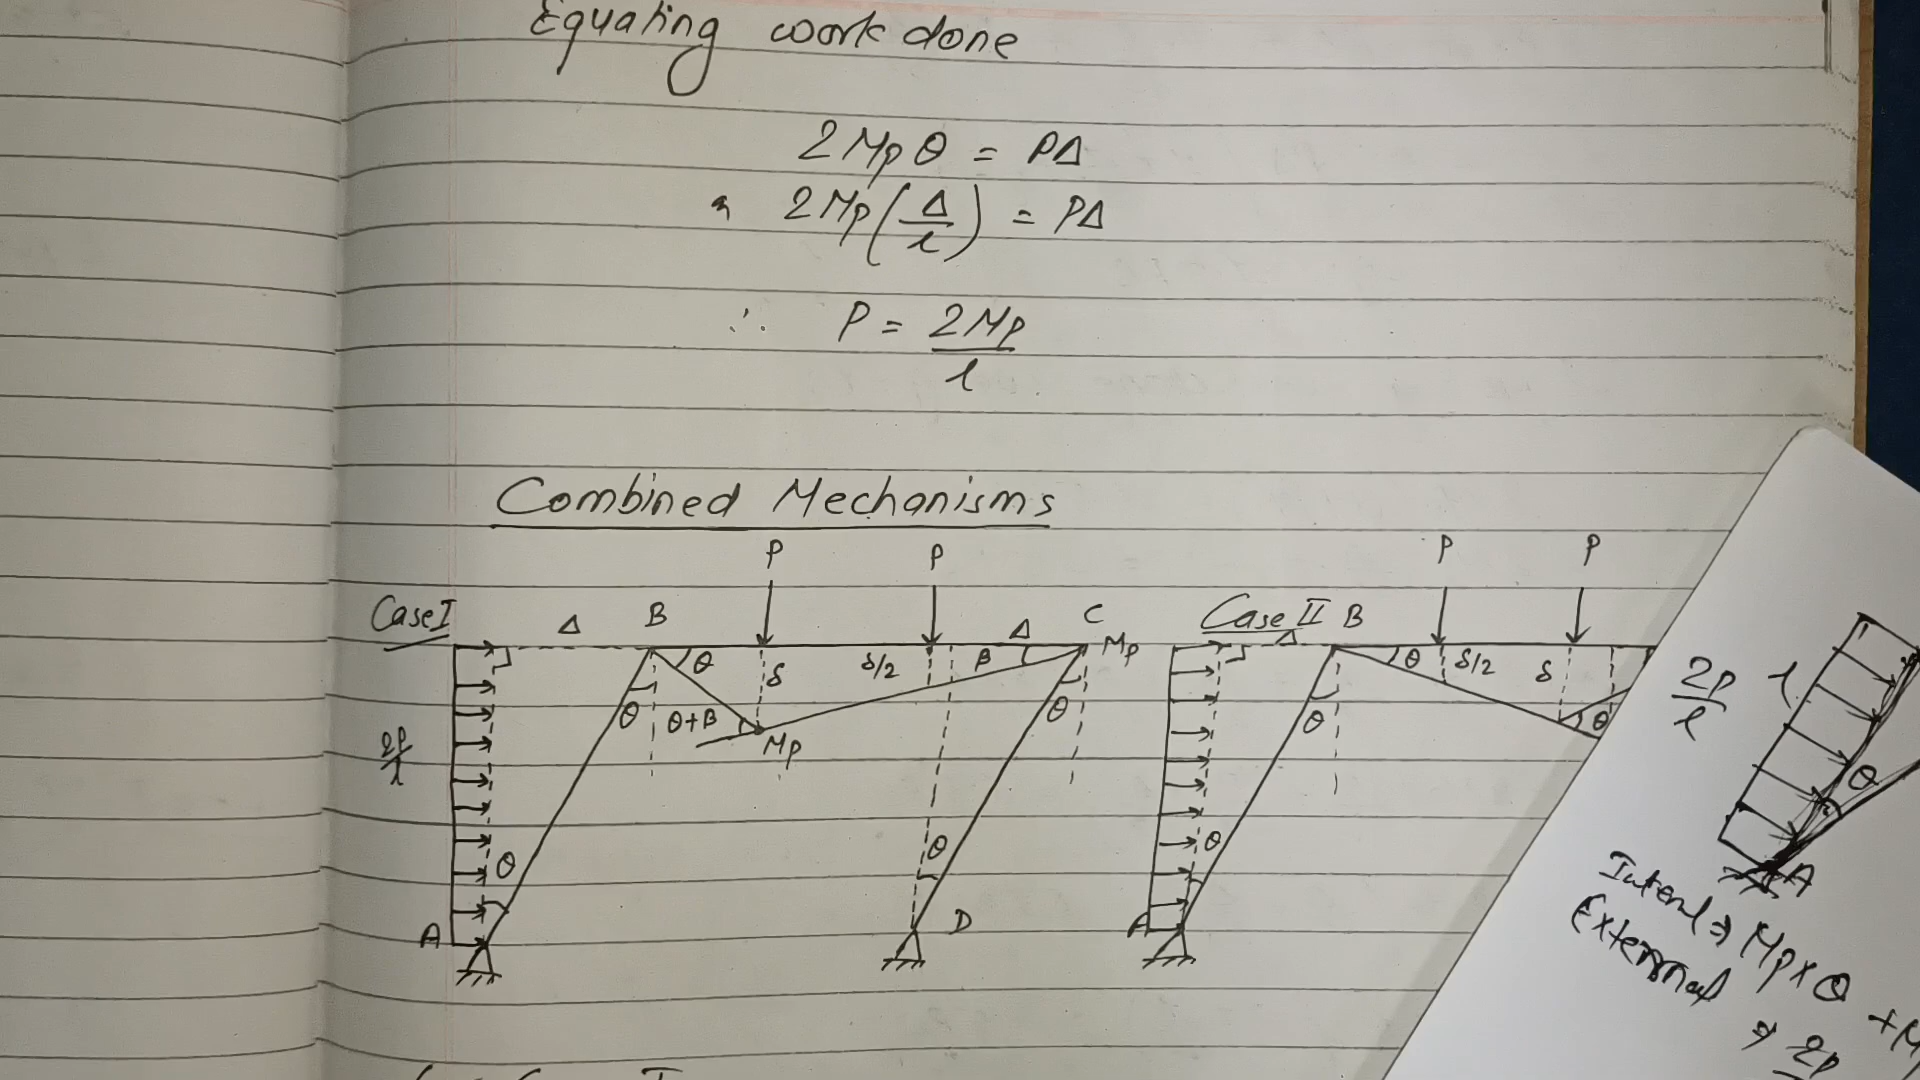 Equating work done
2Mpθ = PΔ
2Mp(Δ/l) = PΔ
∴ P = 2Mp/l
Combined Mechanisms
P P P P
Case I Δ B Δ C Mp Case II Δ B
θ δ δ/2 β θ δ/2 δ
θ θ+β Mp θ θ θ
2P/l
θ θ θ
A D A
2P/l l
θ
A
Internal ⇒ Mp×θ +M
External
⇒ 2P